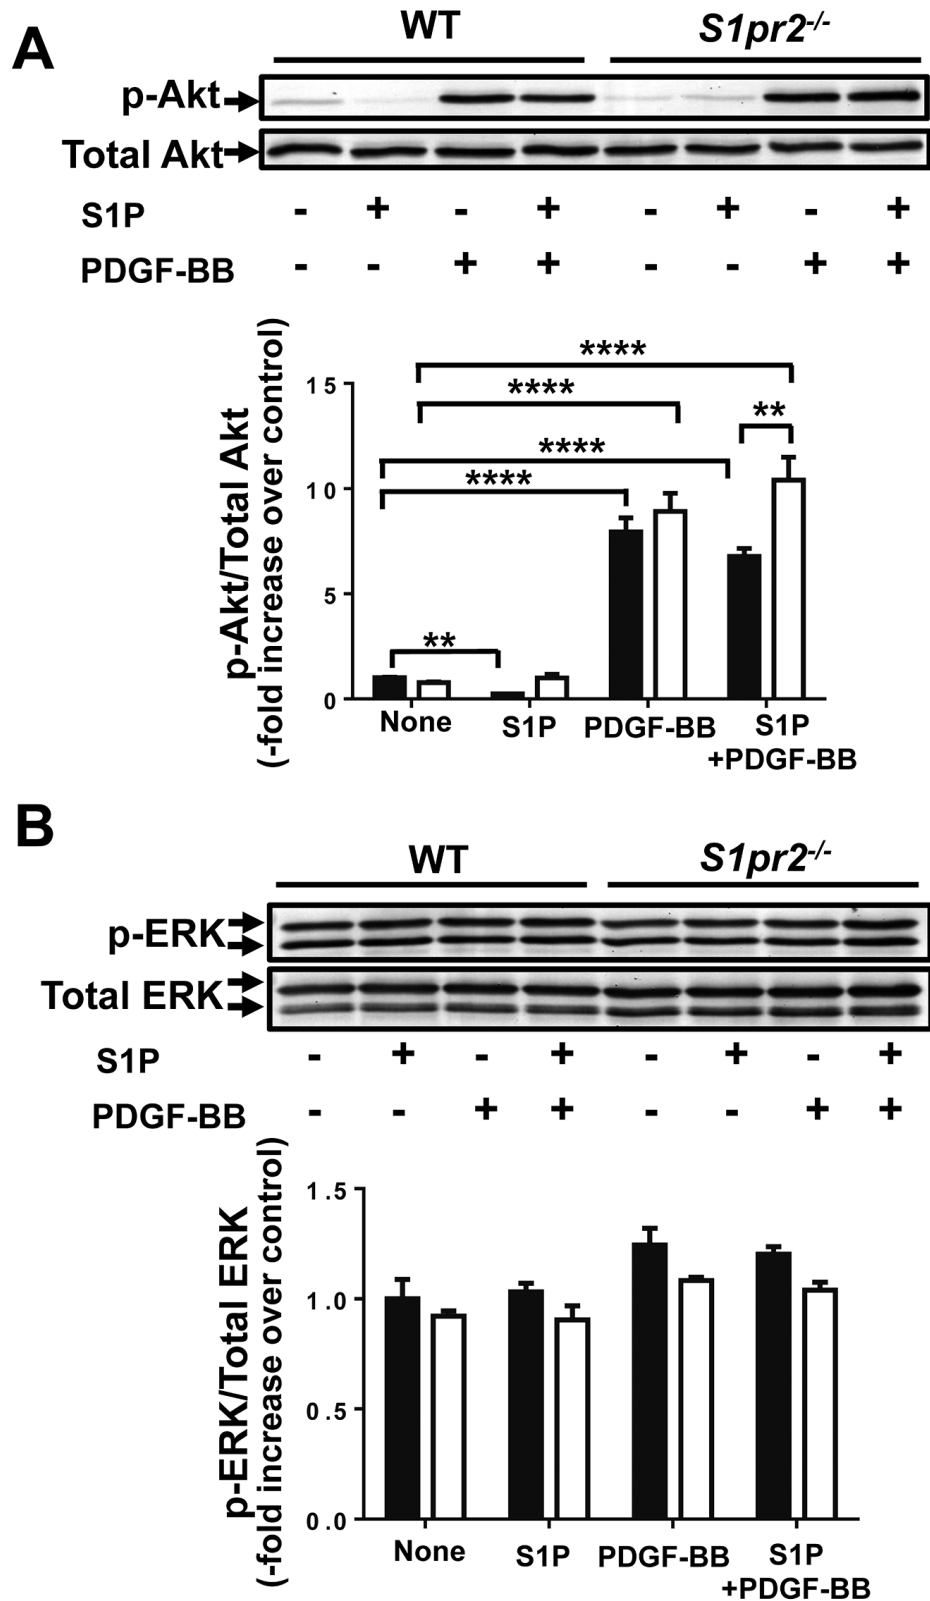 A
WT S1pr2-/-
p-Akt
Total Akt
S1P - + - + - + - +
PDGF-BB - - + + - - + +
p-Akt/Total Akt
(-fold increase over control)
15
10
5
0
****
****
****
****
**
**
None S1P PDGF-BB S1P
+PDGF-BB
B
WT S1pr2-/-
p-ERK
Total ERK
S1P - + - + - + - +
PDGF-BB - - + + - - + +
p-ERK/Total ERK
(-fold increase over control)
1.5
1.0
0.5
0.0
None S1P PDGF-BB S1P
+PDGF-BB